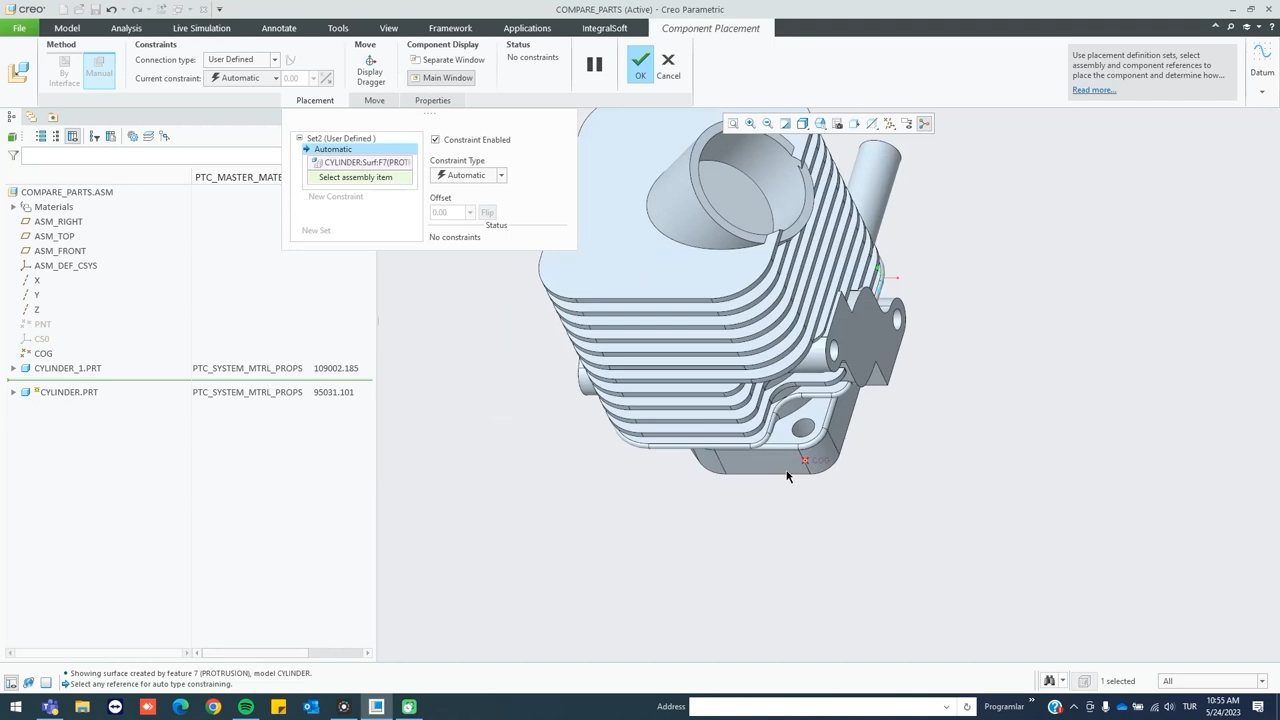 creo
COMPARE_PARTS (Active) - Creo Parametric
File
Model
Analysis
Live Simulation
Annotate
Tools
View
Framework
Applications
IntegralSoft
Component Placement
Method
Constraints
Move
Component Display
Status
By Interface
Manual
Connection type:
User Defined
Current constraint:
Automatic
0.00
Display Dragger
Separate Window
Main Window
No constraints
OK
Cancel
Use placement definition sets, select
assembly and component references to
place the component and determine how...
Read more...
Datum
Placement
Move
Properties
Set2 (User Defined )
Automatic
CYLINDER:Surf:F7(PROT
Select assembly item
New Constraint
New Set
Constraint Enabled
Constraint Type
Automatic
Offset
0.00
Flip
Status
No constraints
PTC_MASTER_MATE
COMPARE_PARTS.ASM
Materials
ASM_RIGHT
ASM_TOP
ASM_FRONT
ASM_DEF_CSYS
X
Y
Z
PNT
CS0
COG
CYLINDER_1.PRT PTC_SYSTEM_MTRL_PROPS 109002.185
CYLINDER.PRT PTC_SYSTEM_MTRL_PROPS 95031.101
COG
Showing surface created by feature 7 (PROTRUSION), model CYLINDER.
Select any reference for auto type constraining.
1 selected
All
Address
Programlar
TUR
10:55 AM
5/24/2023